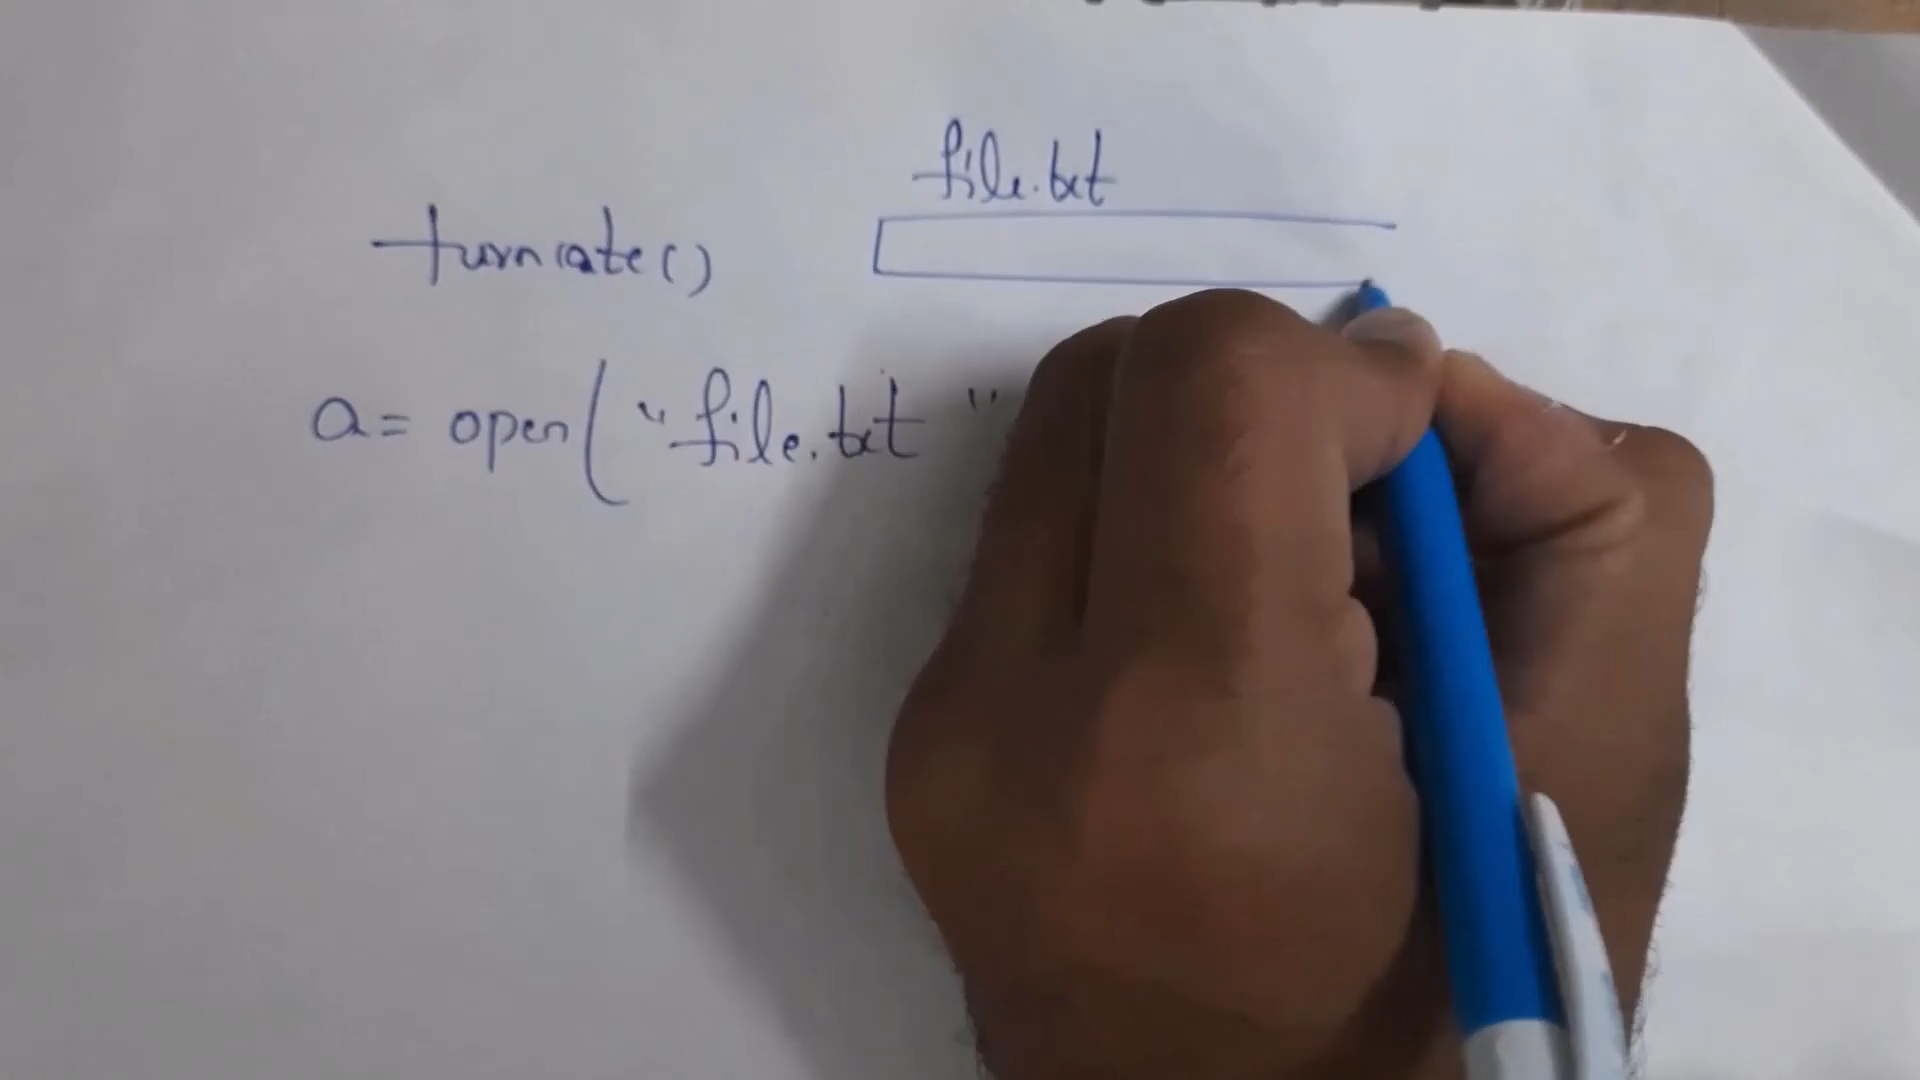 file.txt
turncate()
a= open( "file.txt "